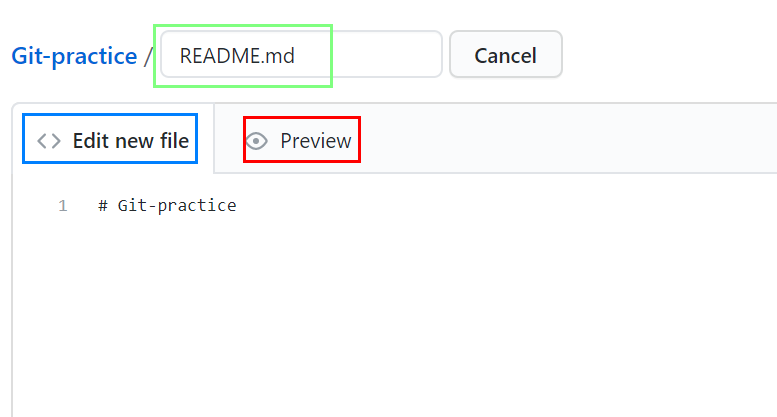 Git-practice / README.md Cancel
<> Edit new file Preview
1 # Git-practice